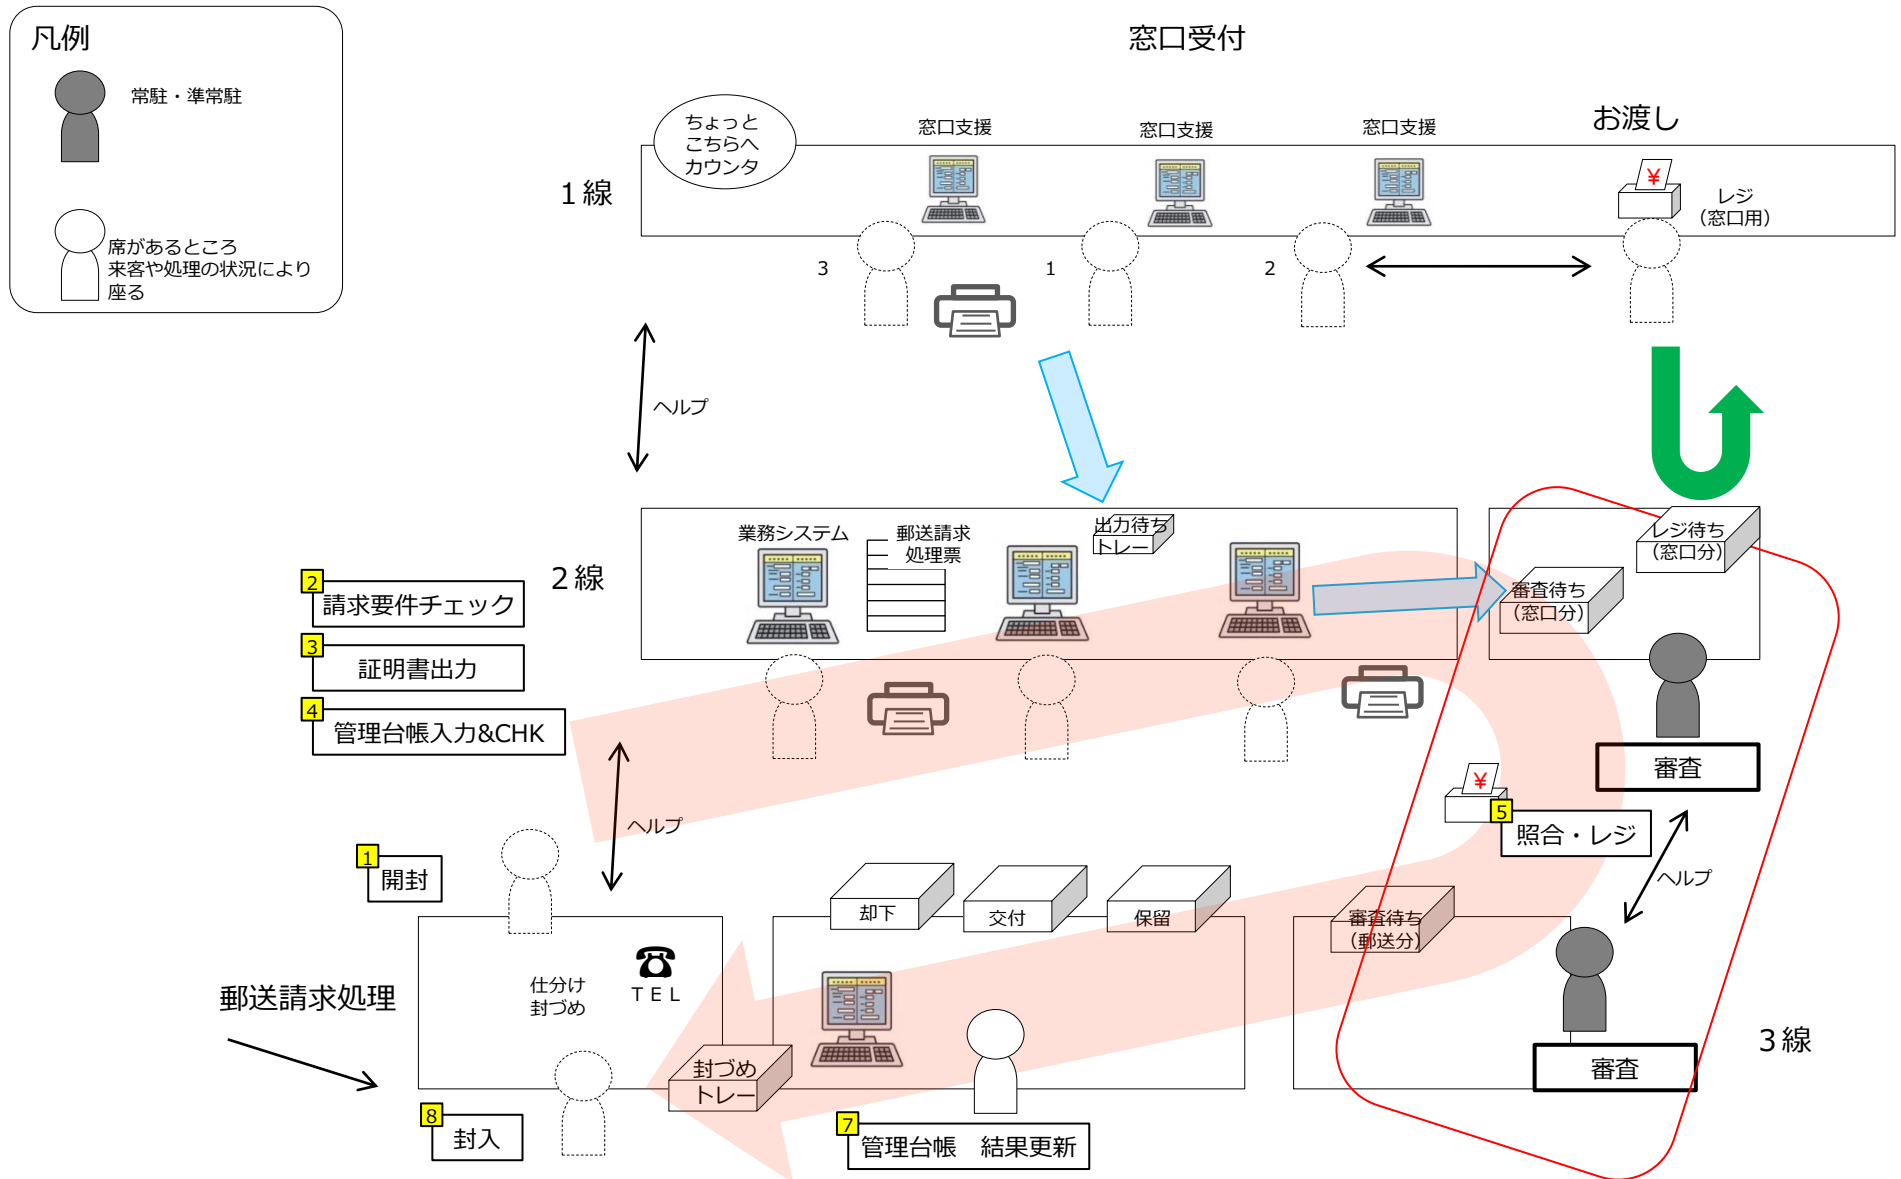 凡例
常駐・準常駐
席があるところ
来客や処理の状況により
座る
窓口受付
ちょっと
こちらへ
カウンタ
窓口支援
窓口支援
窓口支援
お渡し
１線
¥
レジ
（窓口用）
3
1
2
ヘルプ
２線
業務システム
郵送請求
処理票
出力待ち
トレー
レジ待ち
（窓口分）
審査待ち
（窓口分）
2
請求要件チェック
3
証明書出力
4
管理台帳入力&CHK
審査
¥
5
照合・レジ
ヘルプ
ヘルプ
1
開封
却下
交付
保留
審査待ち
（郵送分）
仕分け
封づめ
ＴＥＬ
郵送請求処理
封づめ
トレー
３線
審査
8
封入
7
管理台帳　結果更新